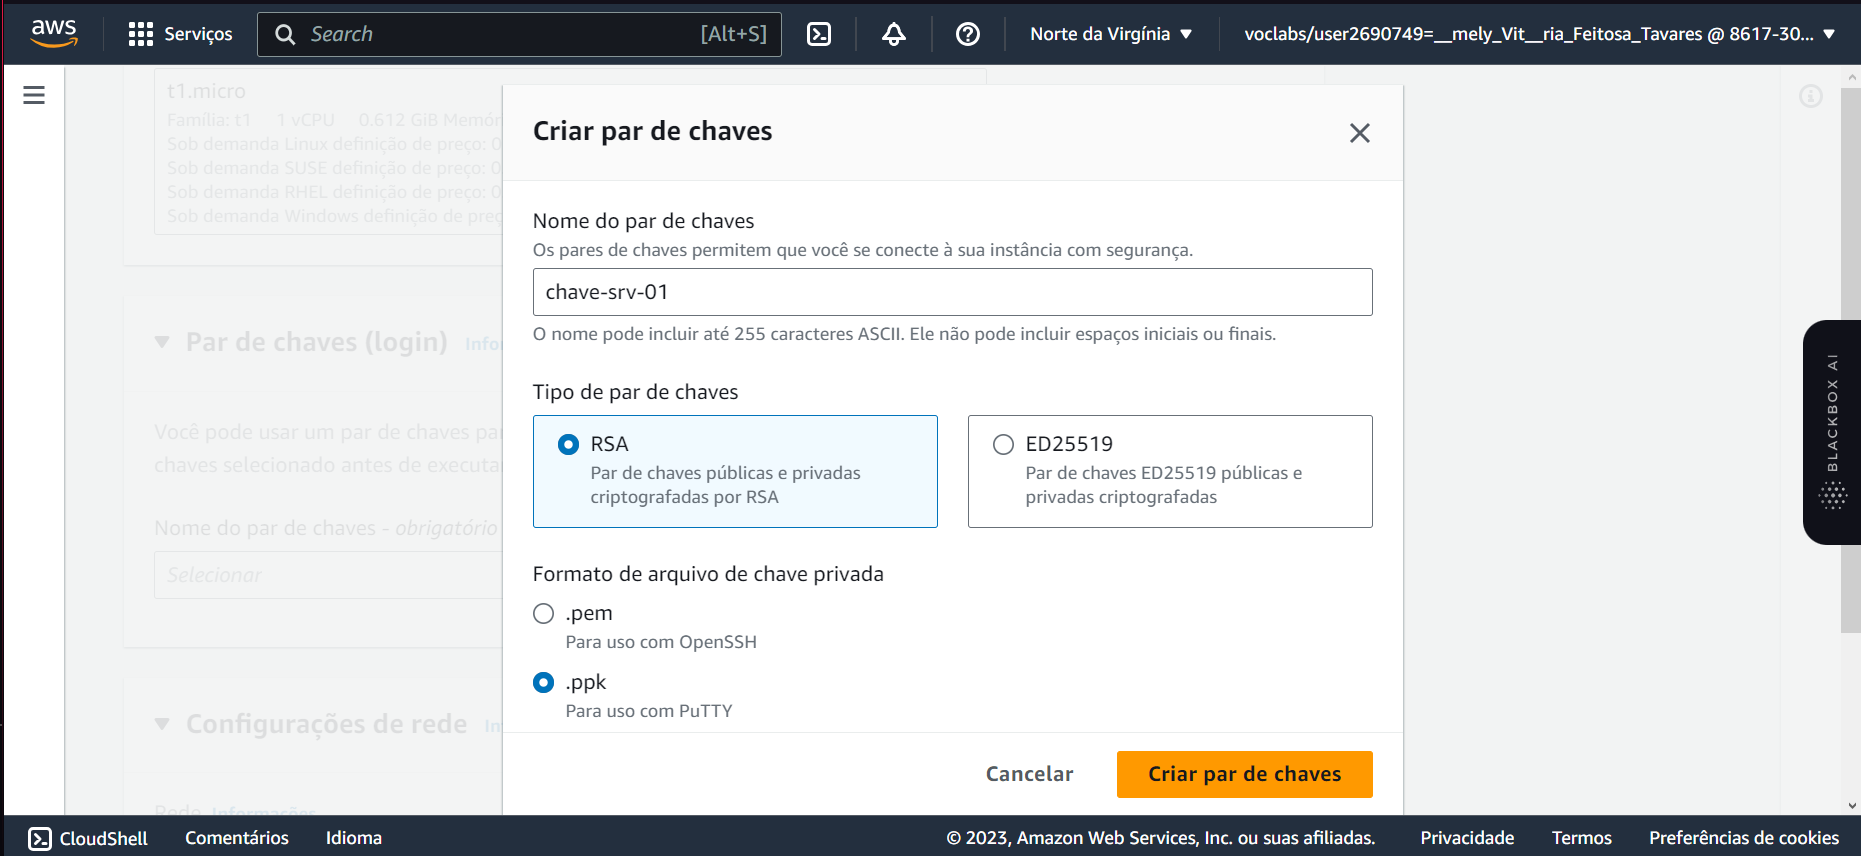 aws
Serviços
Search
[Alt+S]
Norte da Virgínia
voclabs/user2690749=__mely_Vit__ria_Feitosa_Tavares @ 8617-30...
t1.micro
Família: t1 1 vCPU 0.612 GiB
Sob demanda Linux definição de preço: 0
Sob demanda SUSE definição de preço: 0
Sob demanda RHEL definição de preço: 0
Sob demanda Windows definição de
Par de chaves (login)
Você pode usar um par de chaves
chaves selecionado antes de
Nome do par de chaves - obrigatório
Selecionar
Configurações de rede
Rede Informações
Criar par de chaves
Nome do par de chaves
Os pares de chaves permitem que você se conecte à sua instância com segurança.
chave-srv-01
O nome pode incluir até 255 caracteres ASCII. Ele não pode incluir espaços iniciais ou finais.
Tipo de par de chaves
RSA
Par de chaves públicas e privadas
criptografadas por RSA
ED25519
Par de chaves ED25519 públicas e
privadas criptografadas
Formato de arquivo de chave privada
.pem
Para uso com OpenSSH
.ppk
Para uso com PuTTY
Cancelar
Criar par de chaves
BLACKBOX AI
CloudShell
Comentários
Idioma
© 2023, Amazon Web Services, Inc. ou suas afiliadas.
Privacidade
Termos
Preferências de cookies